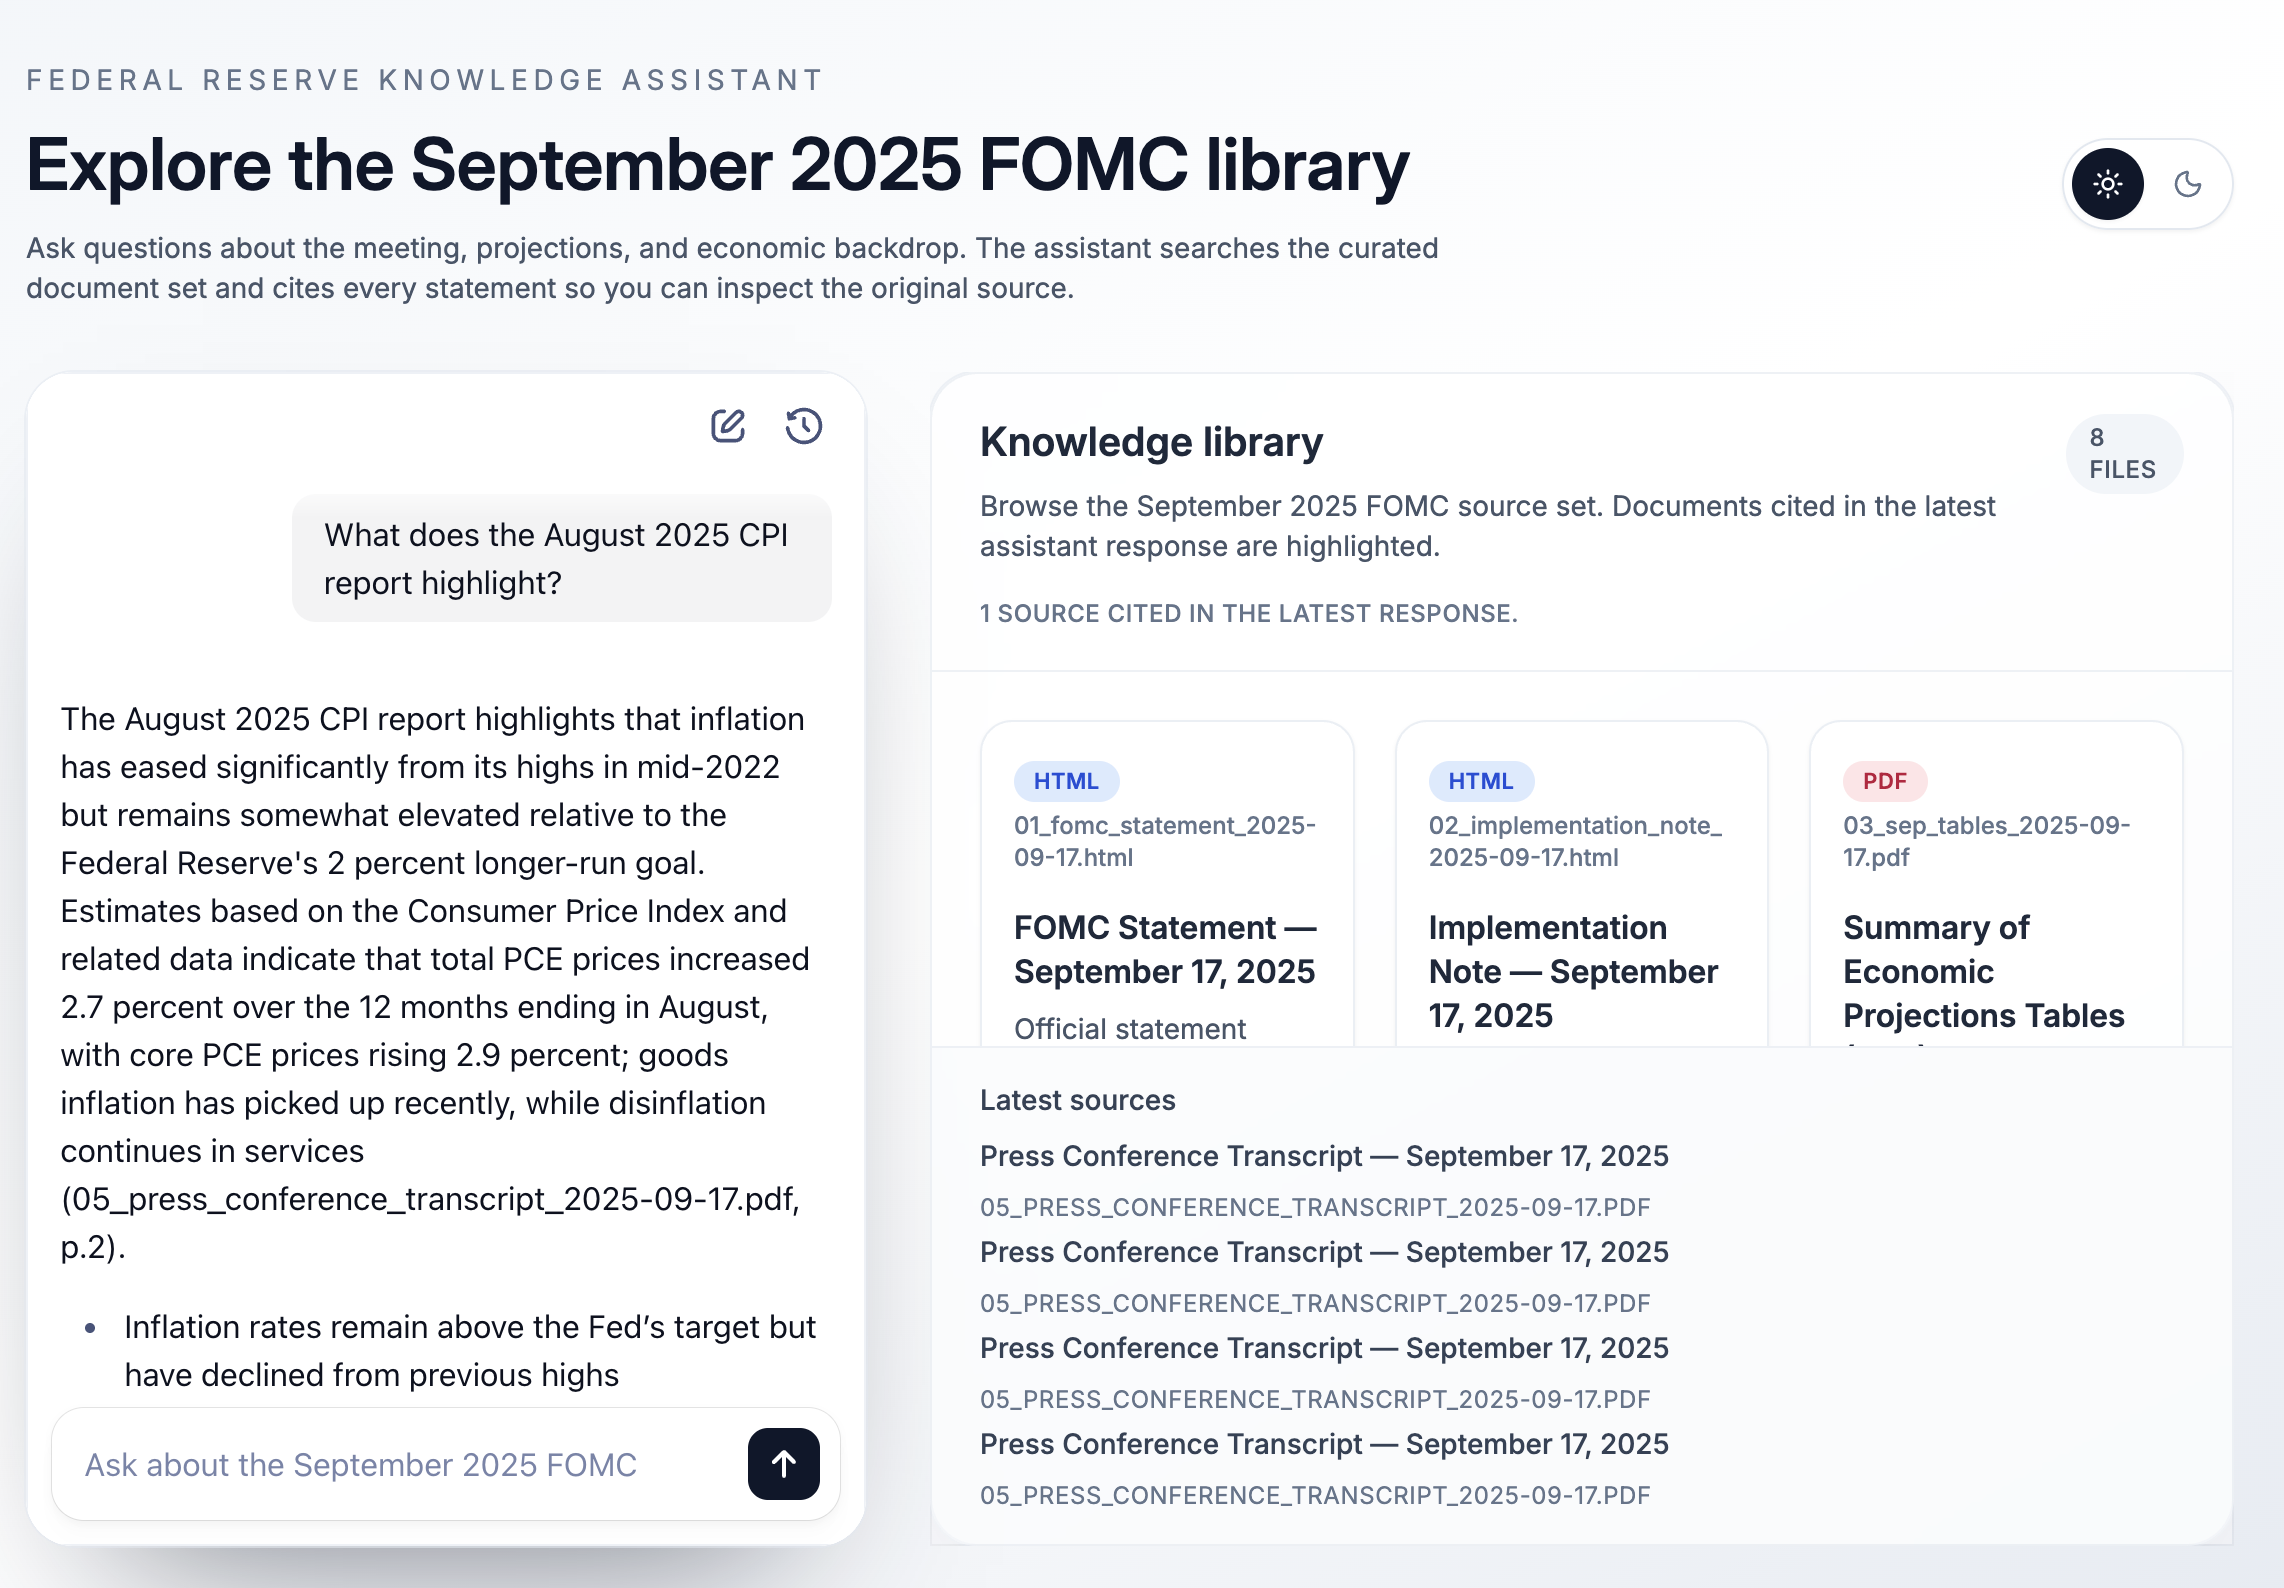 FEDERAL RESERVE KNOWLEDGE ASSISTANT
Explore the September 2025 FOMC library
Ask questions about the meeting, projections, and economic backdrop. The assistant searches the curated
document set and cites every statement so you can inspect the original source.
What does the August 2025 CPI
report highlight?
The August 2025 CPI report highlights that inflation
has eased significantly from its highs in mid-2022
but remains somewhat elevated relative to the
Federal Reserve's 2 percent longer-run goal.
Estimates based on the Consumer Price Index and
related data indicate that total PCE prices increased
2.7 percent over the 12 months ending in August,
with core PCE prices rising 2.9 percent; goods
inflation has picked up recently, while disinflation
continues in services
(05_press_conference_transcript_2025-09-17.pdf,
p.2).
• Inflation rates remain above the Fed’s target but
have declined from previous highs
Ask about the September 2025 FOMC
Knowledge library
8
FILES
Browse the September 2025 FOMC source set. Documents cited in the latest
assistant response are highlighted.
1 SOURCE CITED IN THE LATEST RESPONSE.
HTML
01_fomc_statement_2025-
09-17.html
FOMC Statement —
September 17, 2025
Official statement
HTML
02_implementation_note_
2025-09-17.html
Implementation
Note — September
17, 2025
PDF
03_sep_tables_2025-09-
17.pdf
Summary of
Economic
Projections Tables
Latest sources
Press Conference Transcript — September 17, 2025
05_PRESS_CONFERENCE_TRANSCRIPT_2025-09-17.PDF
Press Conference Transcript — September 17, 2025
05_PRESS_CONFERENCE_TRANSCRIPT_2025-09-17.PDF
Press Conference Transcript — September 17, 2025
05_PRESS_CONFERENCE_TRANSCRIPT_2025-09-17.PDF
Press Conference Transcript — September 17, 2025
05_PRESS_CONFERENCE_TRANSCRIPT_2025-09-17.PDF